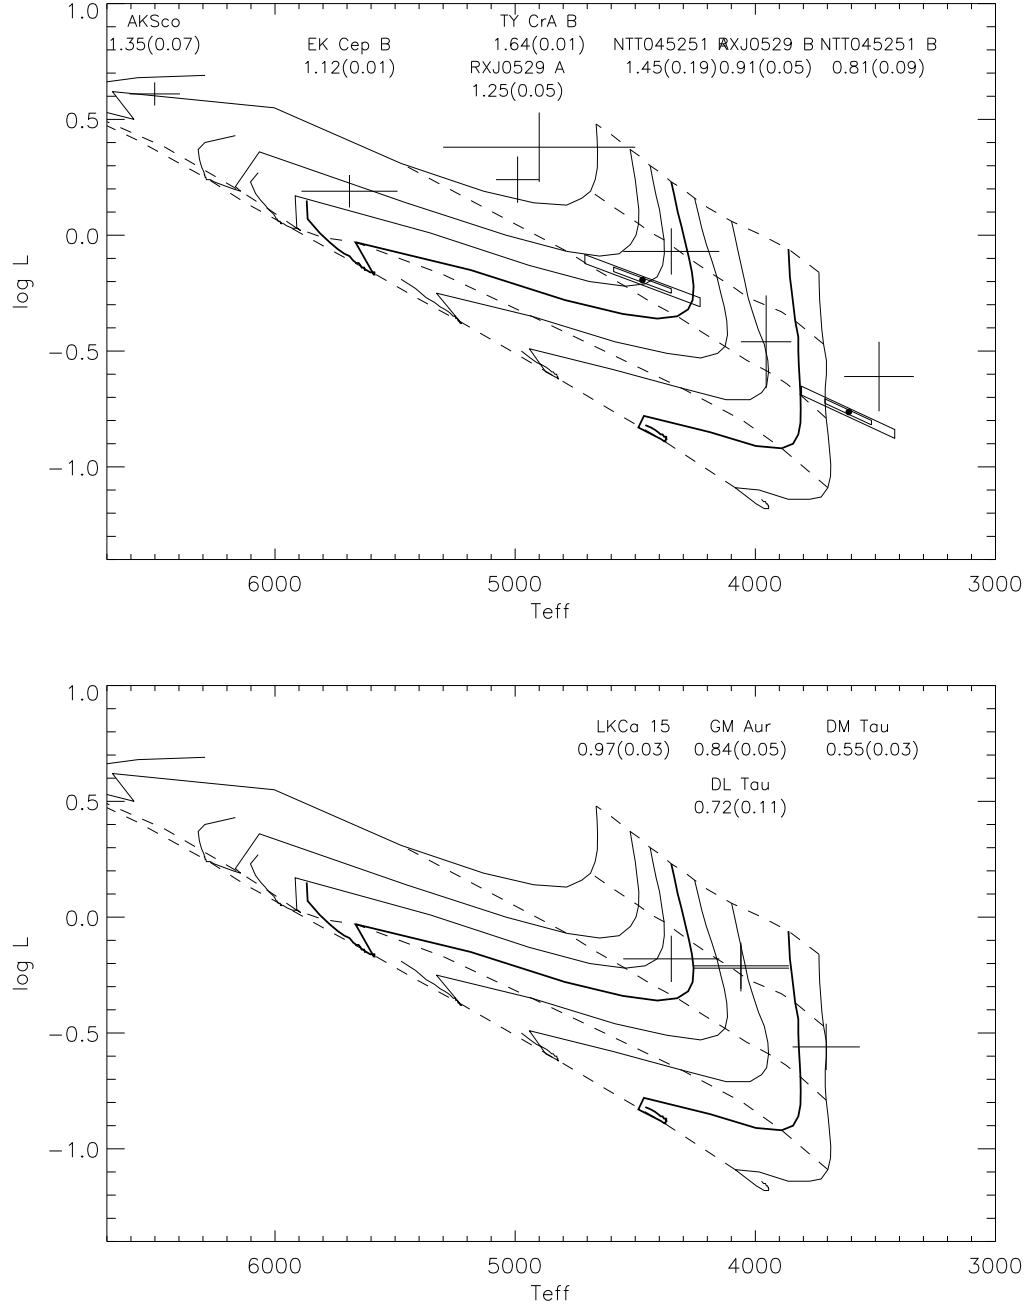 1.0
0.5
0.0
−0.5
−1.0
log L
AKSco
1.35(0.07)
EK Cep B
1.12(0.01)
TY CrA B
1.64(0.01)
RXJ0529 A
1.25(0.05)
NTT045251 A
1.45(0.19)
RXJ0529 B
0.91(0.05)
NTT045251 B
0.81(0.09)
6000 5000 4000 3000
Teff
1.0
0.5
0.0
−0.5
−1.0
log L
LKCa 15
0.97(0.03)
GM Aur
0.84(0.05)
DM Tau
0.55(0.03)
DL Tau
0.72(0.11)
6000 5000 4000 3000
Teff